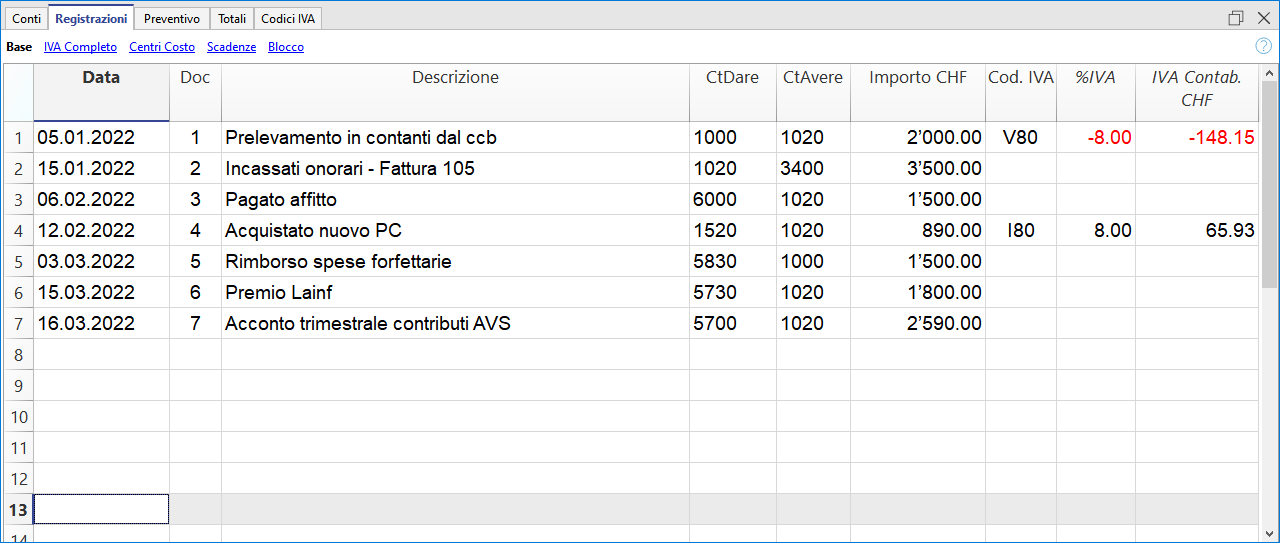 Conti Registrazioni Preventivo Totali Codici IVA
Base IVA Completo Centri Costo Scadenze Blocco ?
Data Doc Descrizione CtDare CtAvere Importo CHF Cod. IVA %IVA IVA Contab.
CHF
1 05.01.2022 1 Prelevamento in contanti dal ccb 1000 1020 2’000.00 V80 -8.00 -148.15
2 15.01.2022 2 Incassati onorari - Fattura 105 1020 3400 3’500.00
3 06.02.2022 3 Pagato affitto 6000 1020 1’500.00
4 12.02.2022 4 Acquistato nuovo PC 1520 1020 890.00 I80 8.00 65.93
5 03.03.2022 5 Rimborso spese forfettarie 5830 1000 1’500.00
6 15.03.2022 6 Premio Lainf 5730 1020 1’800.00
7 16.03.2022 7 Acconto trimestrale contributi AVS 5700 1020 2’590.00
8
9
10
11
12
13
14